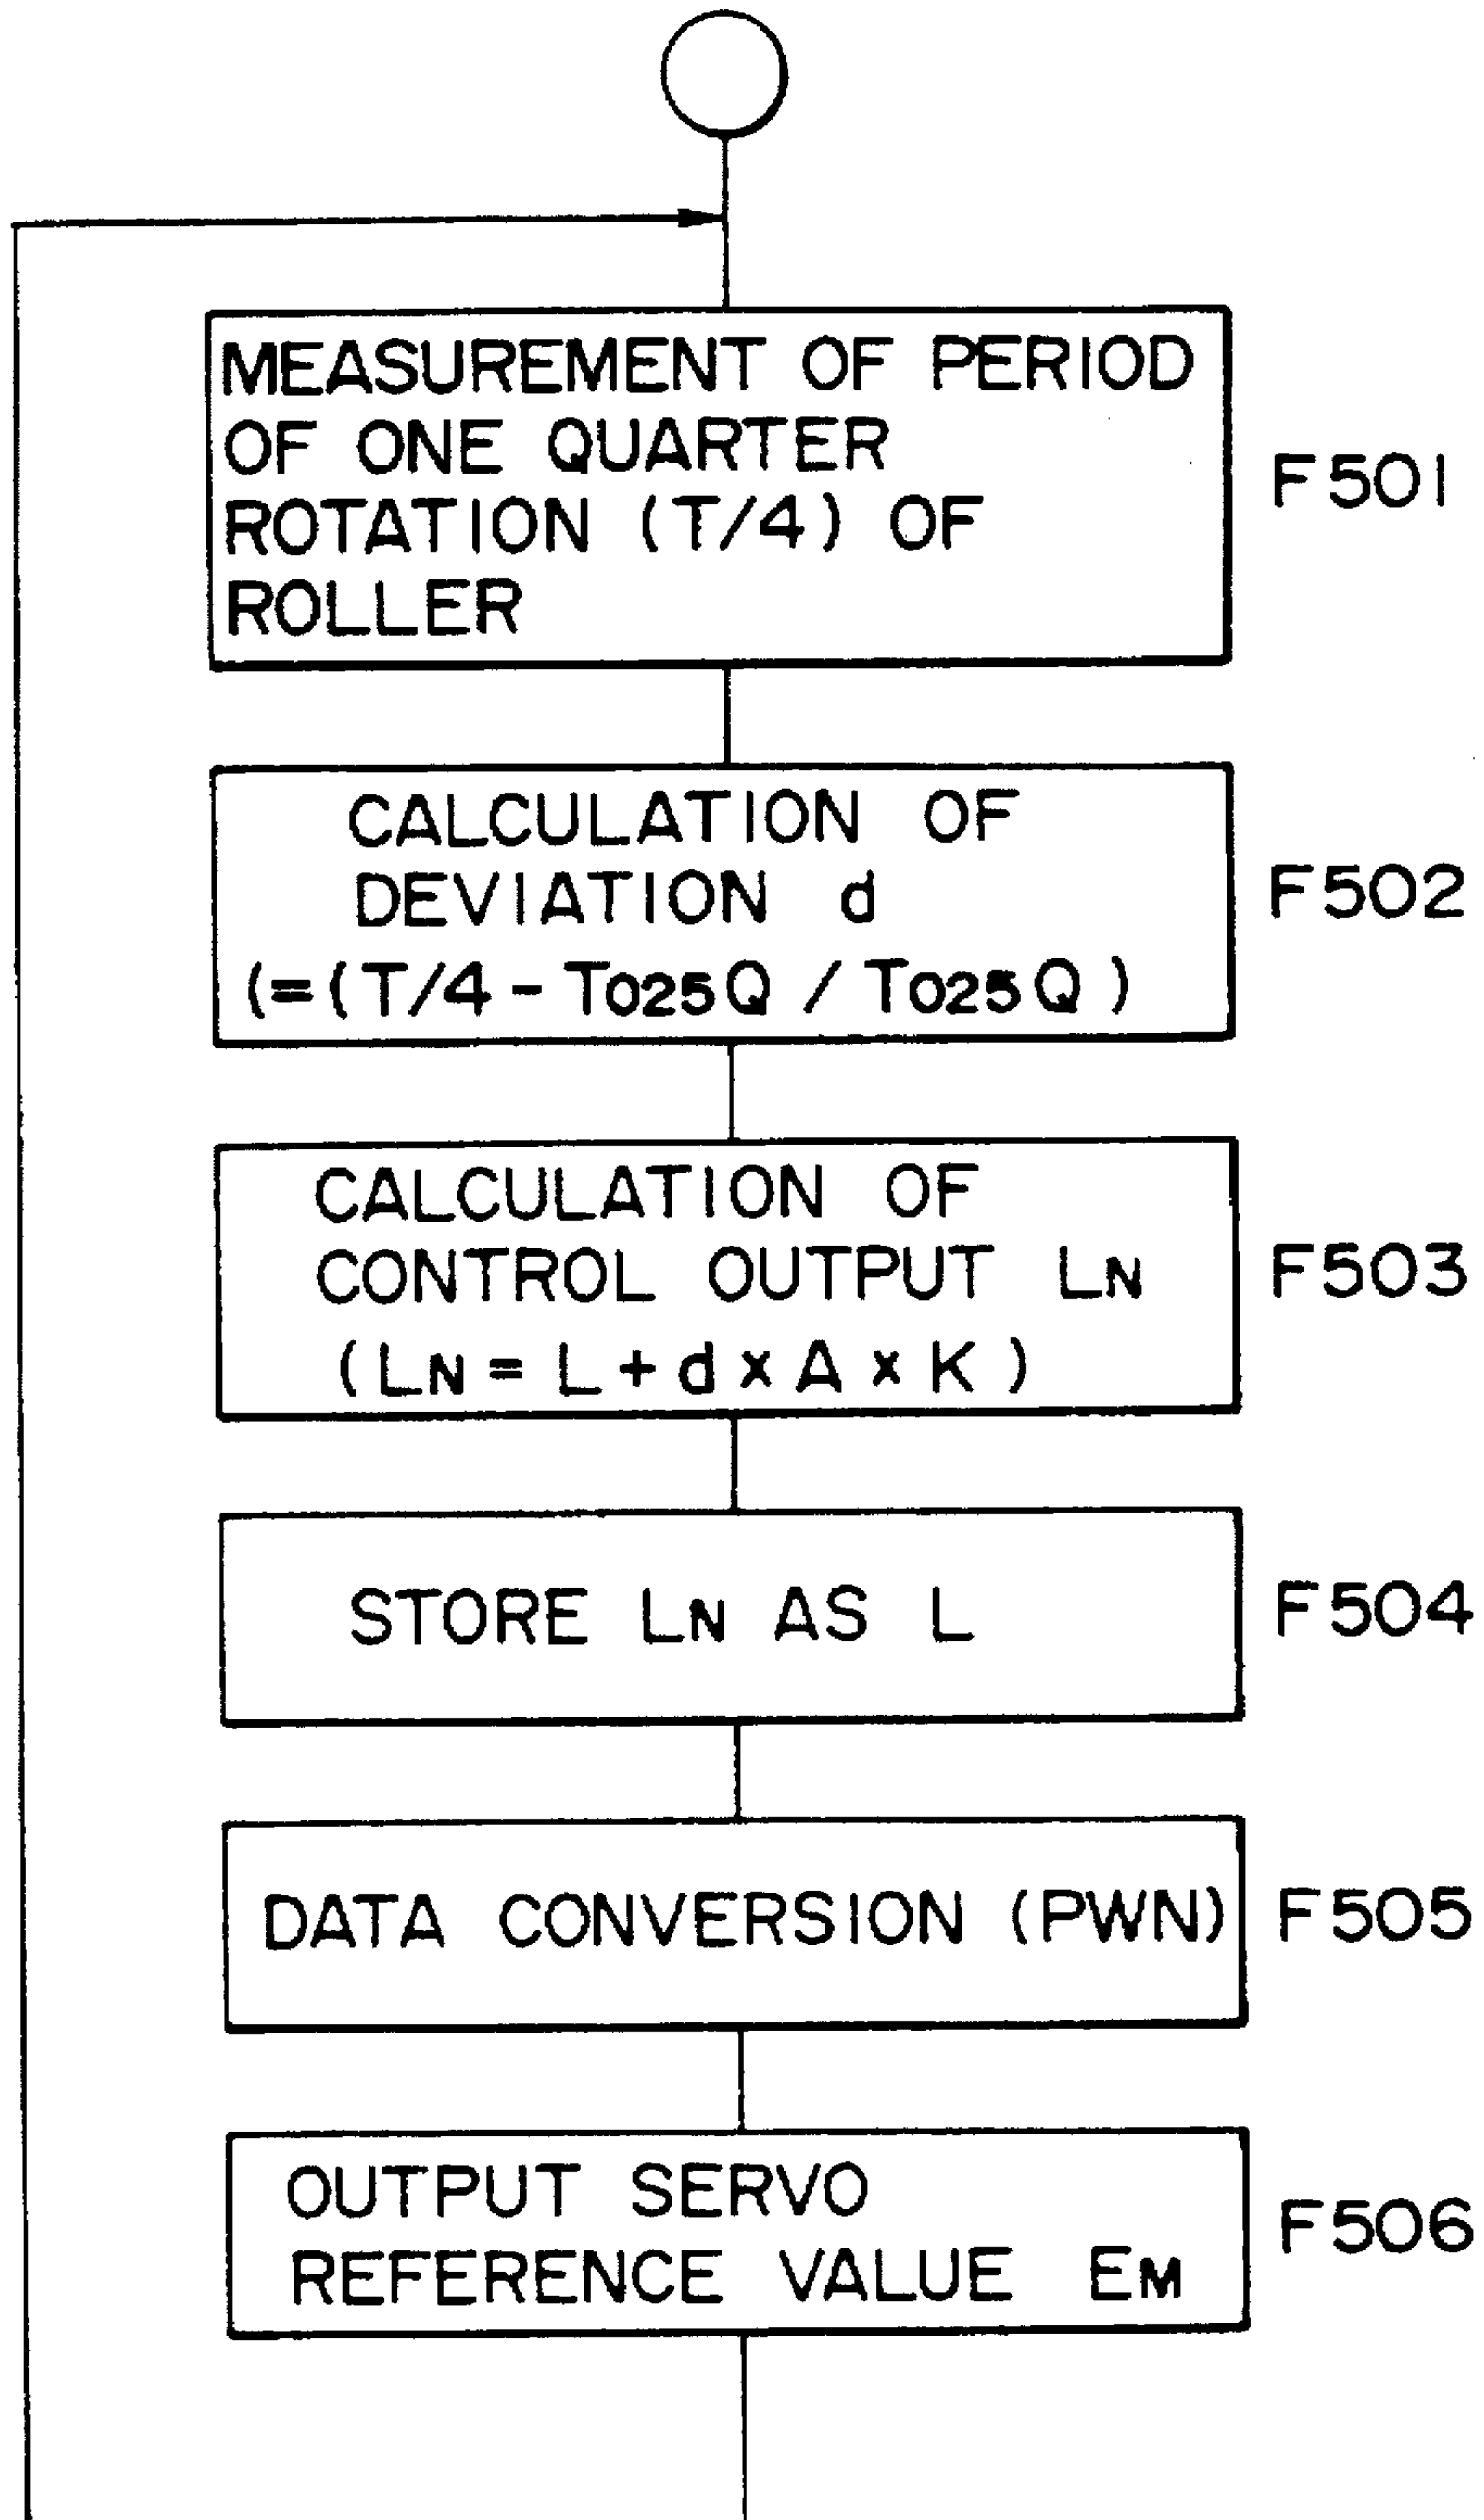 MEASUREMENT OF PERIOD
OF ONE QUARTER
ROTATION (T/4) OF
ROLLER
F501
CALCULATION OF
DEVIATION d
(=(T/4-T025Q/T025Q)
F502
CALCULATION OF
CONTROL OUTPUT LN
(LN=L+d×A×K)
F503
STORE LN AS L
F504
DATA CONVERSION (PWN)
F505
OUTPUT SERVO
REFERENCE VALUE EM
F506